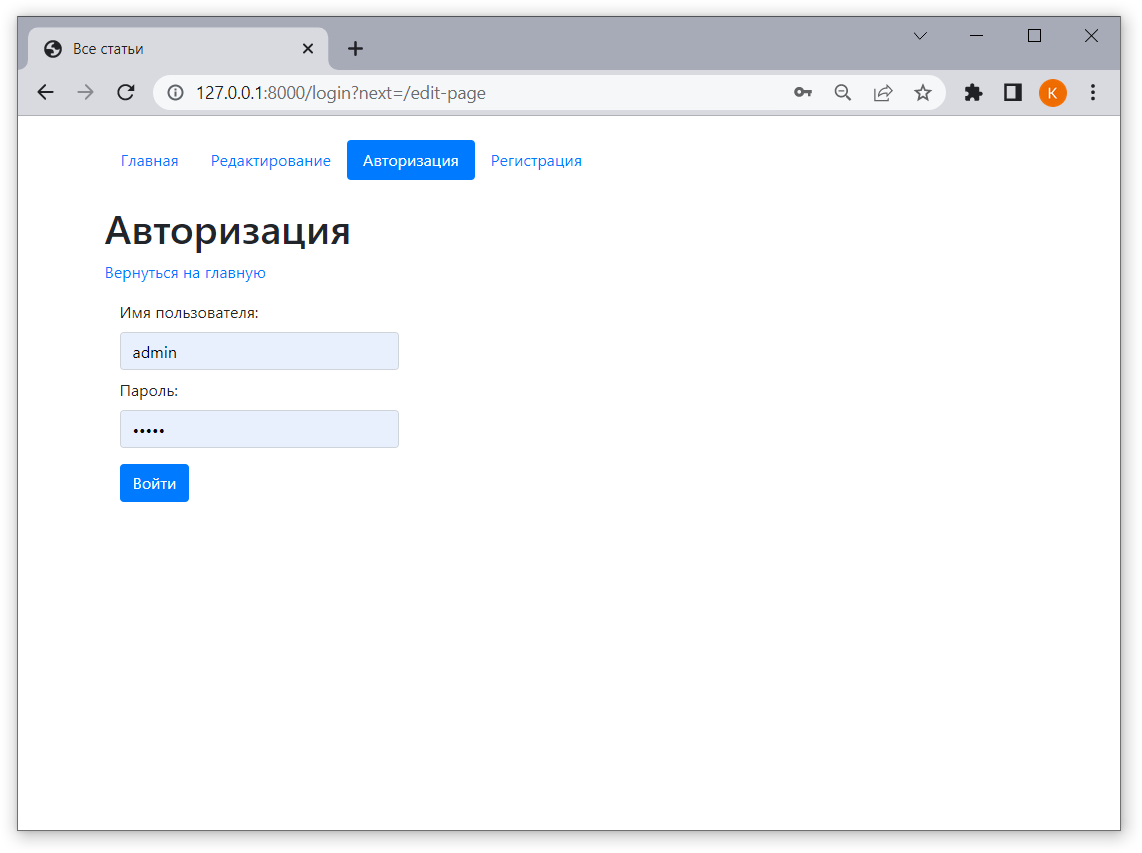 Все статьи
127.0.0.1:8000/login?next=/edit-page
K
Главная Редактирование Авторизация Регистрация
Авторизация
Вернуться на главную
Имя пользователя:
admin
Пароль:
•••••
Войти